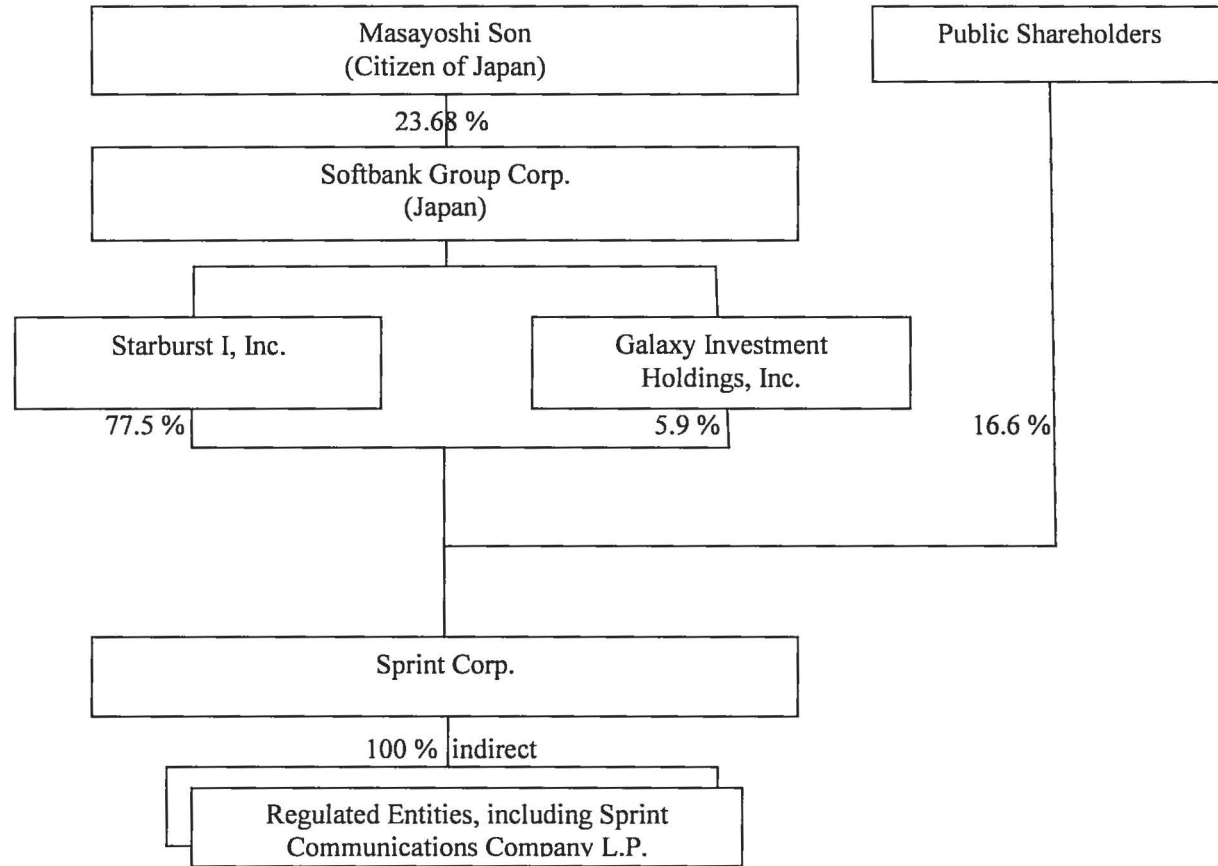 Masayoshi Son
(Citizen of Japan)
Public Shareholders
23.68 %
Softbank Group Corp.
(Japan)
Starburst I, Inc.
Galaxy Investment
Holdings, Inc.
77.5 %
5.9 %
16.6 %
Sprint Corp.
100 % indirect
Regulated Entities, including Sprint
Communications Company L.P.